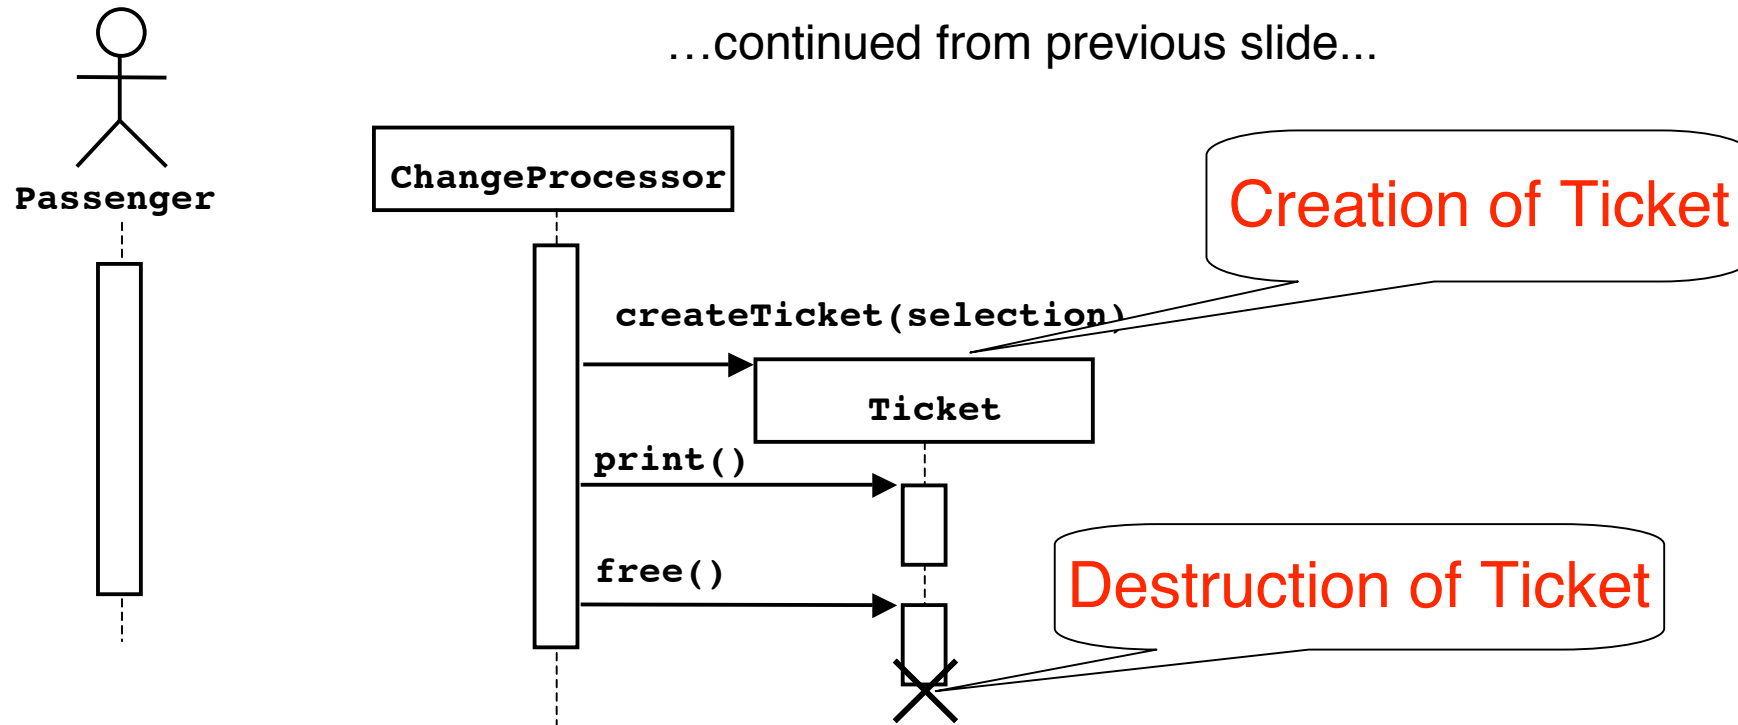 …continued from previous slide...
ChangeProcessor
Passenger
Creation of Ticket
createTicket(selection)
Ticket
print()
free()
Destruction of Ticket